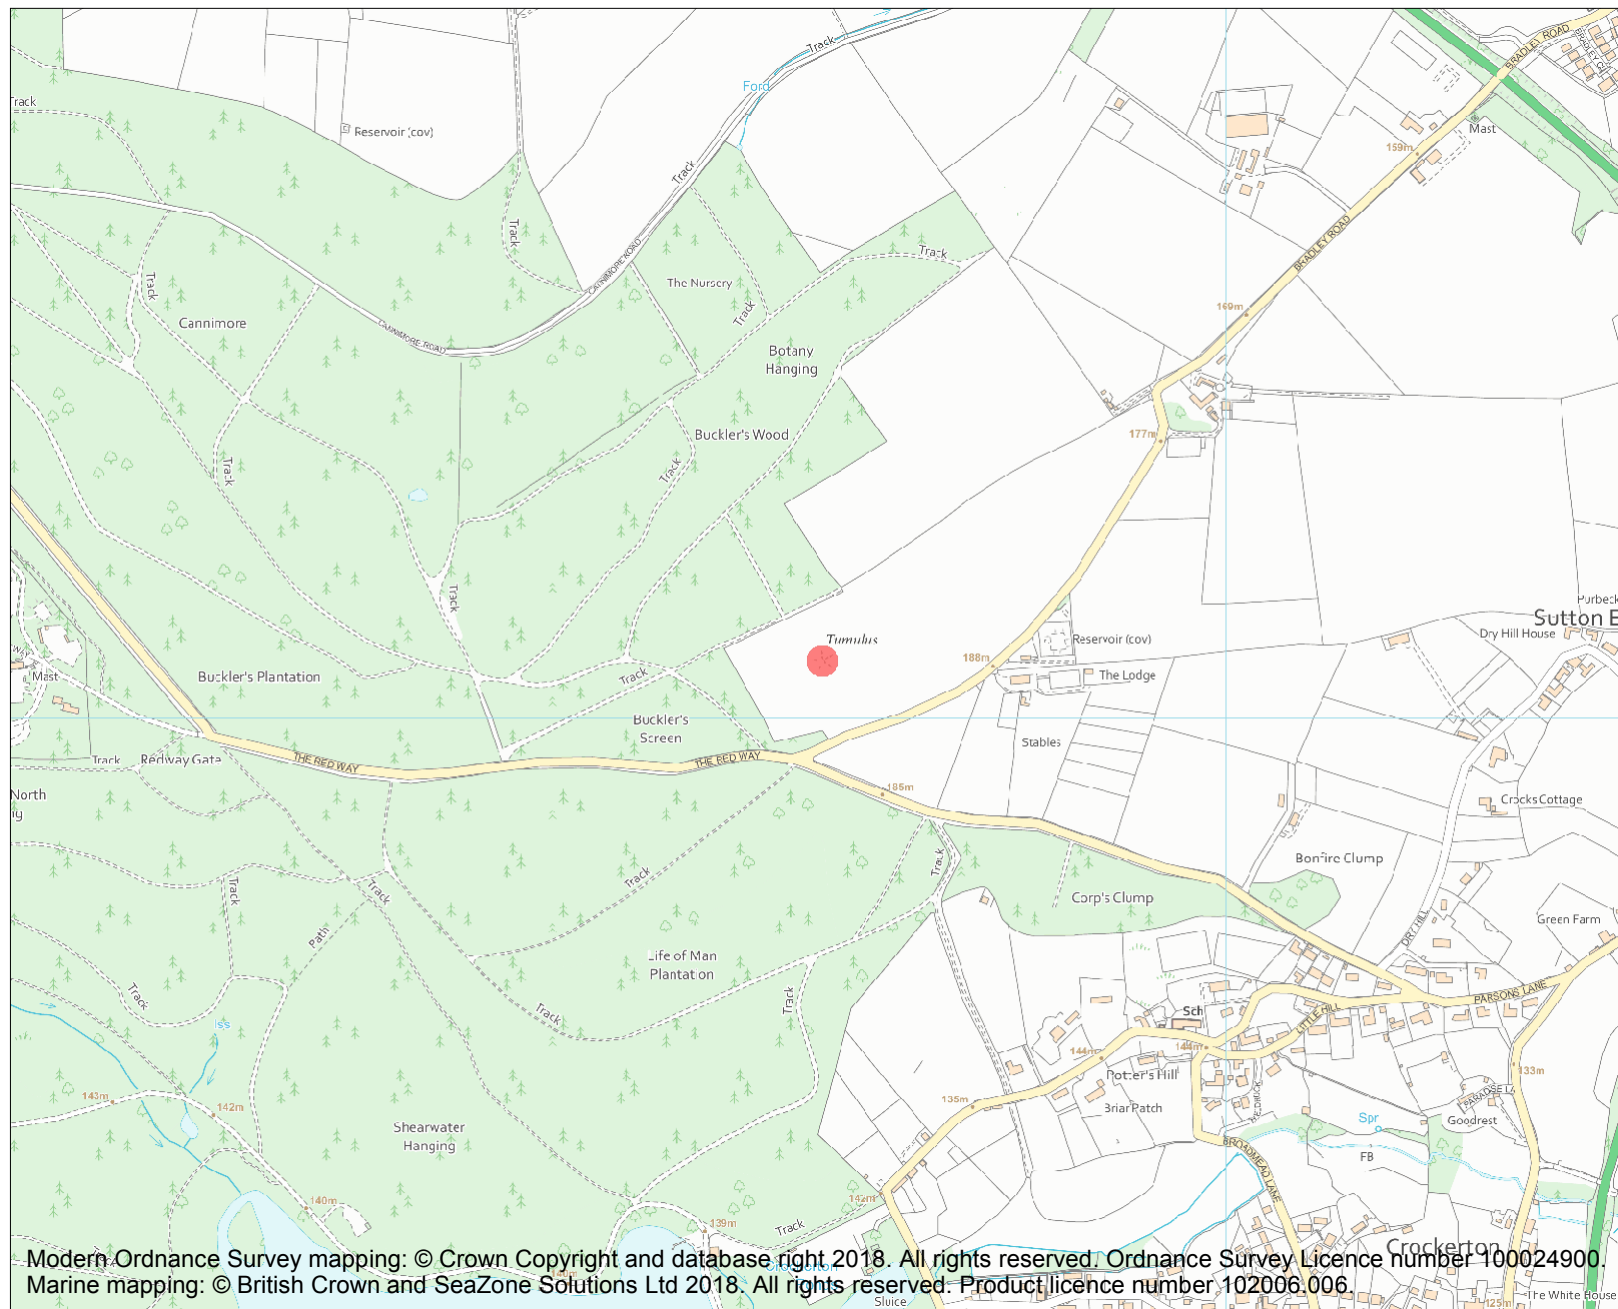 Track
Ford
BRADLEY ROAD
Track
Reservoir (cov)
Mast
159m
Track
Track
Track
BRADLEY ROAD
Track
CANNIMORE ROAD
The Nursery
Track
Cannimore
Track
169m
CANNIMORE ROAD
Botany
Hanging
Buckler's Wood
177m
Track
Track
Track
Purbeck
Sutton E
Dry Hill House
Tumulus
Reservoir (cov)
188m
The Lodge
Mast
Buckler's Plantation
Track
Buckler's
Screen
Stables
Track
Redway Gate
THE RED WAY
THE RED WAY
185m
North
Crocks Cottage
Bonfire Clump
Track
Track
Track
Track
Corp's Clump
Green Farm
DRY HILL
Path
Life of Man
Plantation
Track
Track
Track
Iss
Sch
LITTLE HILL
PARSONS LANE
144m
144m
Potter's Hill
133m
143m
142m
135m
Briar Patch
Spr
Goodrest
Shearwater
Hanging
FB
BROADMEAD LANE
140m
142m
139m
Track
Crockerton
Modern Ordnance Survey mapping: © Crown Copyright and database right 2018. All rights reserved. Ordnance Survey Licence number 100024900.
Marine mapping: © British Crown and SeaZone Solutions Ltd 2018. All rights reserved. Product licence number 102006.006.
Sluice
125m
The White House